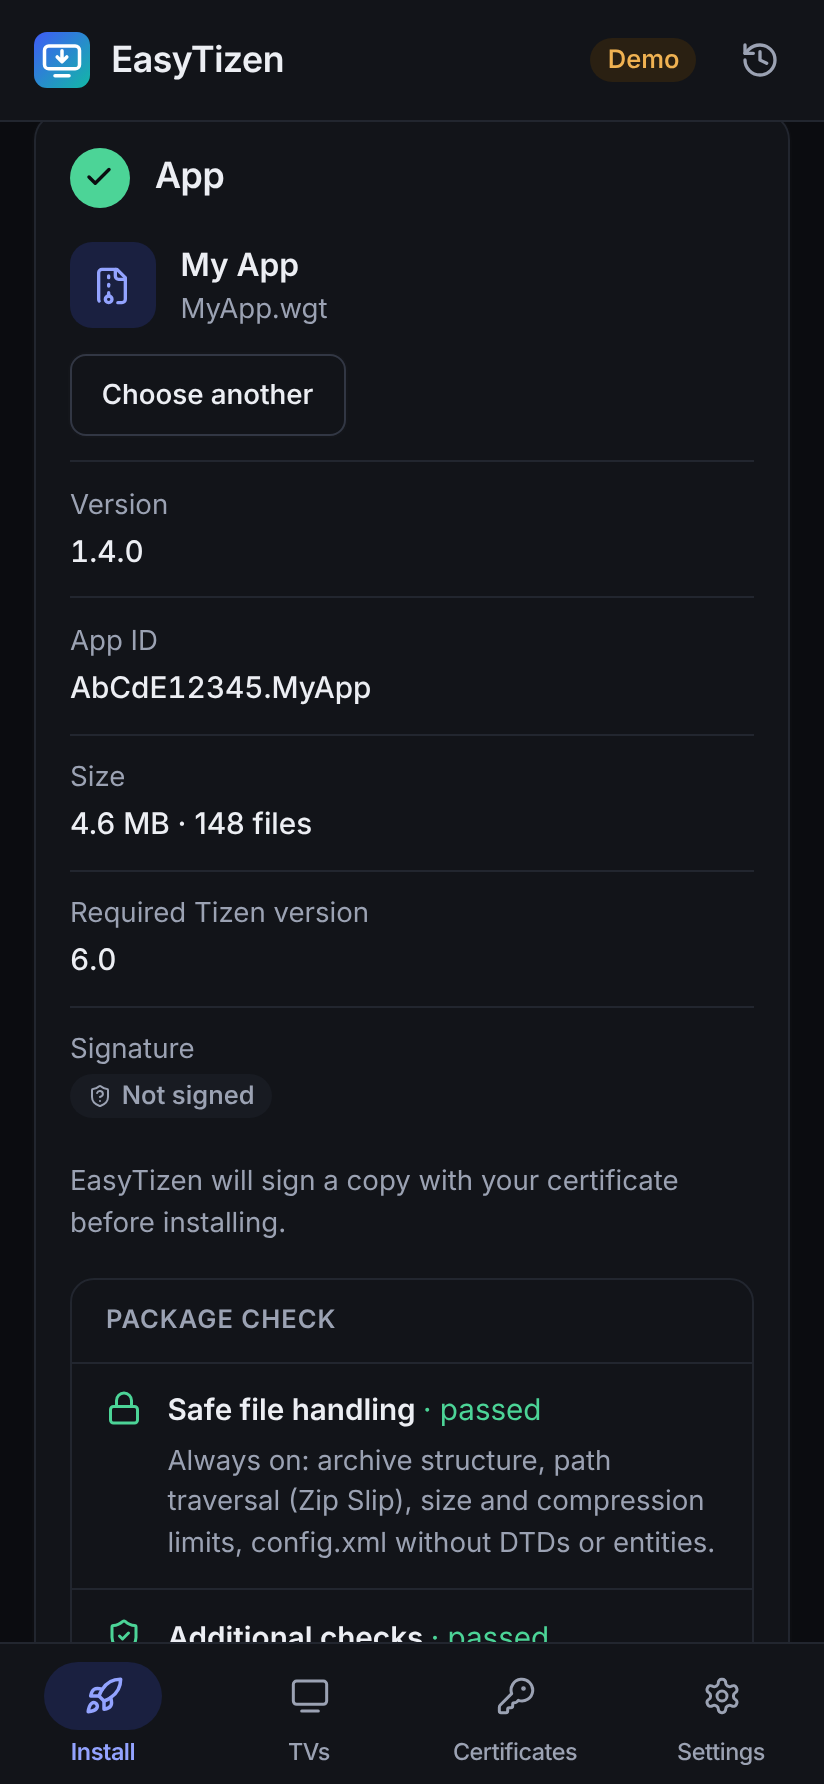 EasyTizen
Demo
App
My App
MyApp.wgt
Choose another
Version
1.4.0
App ID
AbCdE12345.MyApp
Size
4.6 MB · 148 files
Required Tizen version
6.0
Signature
Not signed
EasyTizen will sign a copy with your certificate
before installing.
PACKAGE CHECK
Safe file handling · passed
Always on: archive structure, path
traversal (Zip Slip), size and compression
limits, config.xml without DTDs or entities.
Additional checks · passed
Install
TVs
Certificates
Settings